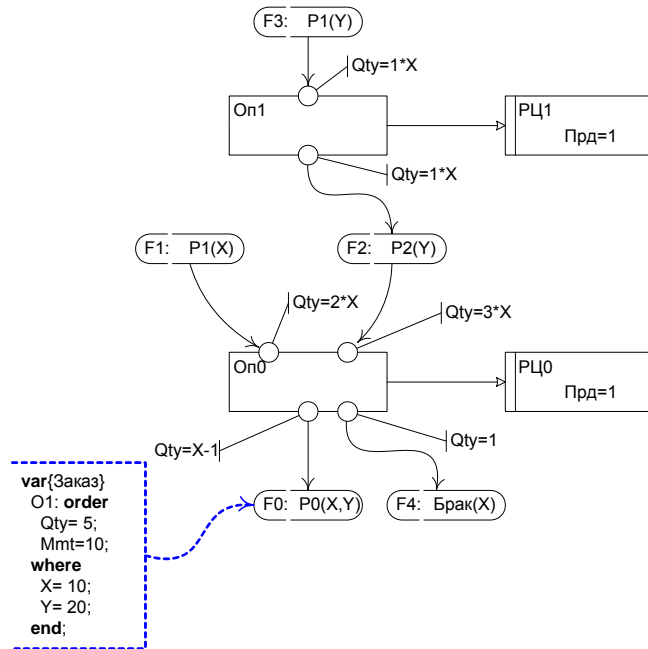 F3: P1(Y)
Qty=1*X
Оп1
РЦ1
Прд=1
Qty=1*X
F1: P1(X)
F2: P2(Y)
Qty=2*X
Qty=3*X
Оп0
РЦ0
Прд=1
Qty=X-1
Qty=1
F0: P0(X,Y)
F4: Брак(X)
var{Заказ}
O1: order
Qty= 5;
Mmt=10;
where
X= 10;
Y= 20;
end;